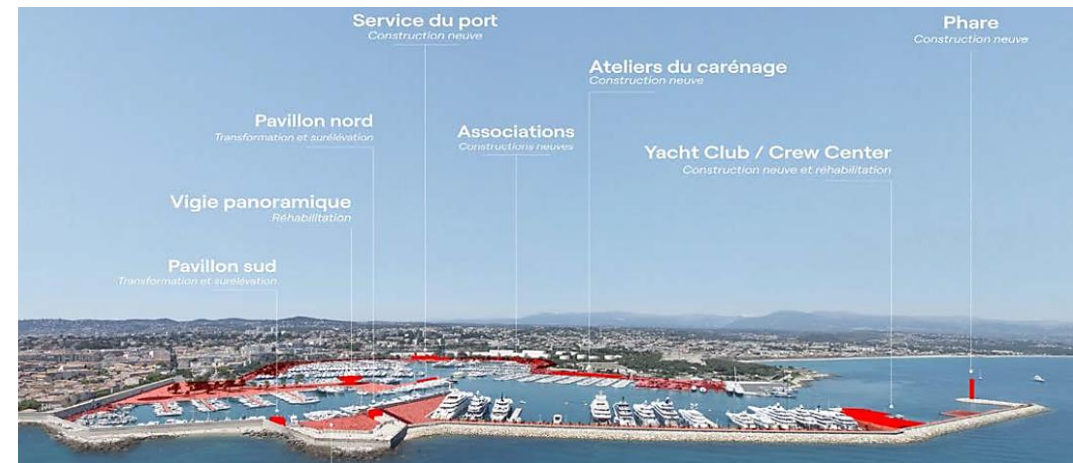 Service du port
Construction neuve
Phare
Construction neuve
Ateliers du carénage
Construction neuve
Pavillon nord
Transformation et surélévation
Associations
Constructions neuves
Yacht Club / Crew Center
Construction neuve et réhabilitation
Vigie panoramique
Réhabilitation
Pavillon sud
Transformation et surélévation